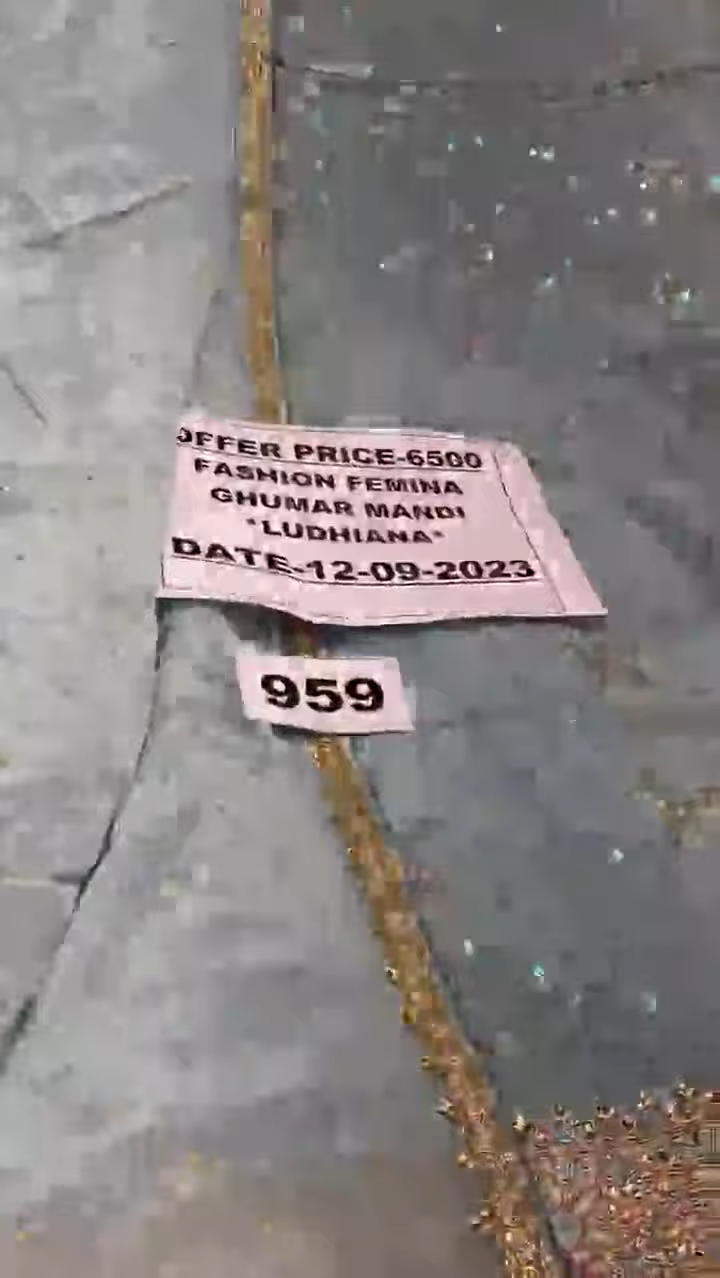 OFFER PRICE-6500
FASHION FEMINA
GHUMAR MANDI
"LUDHIANA"
DATE-12-09-2023
959